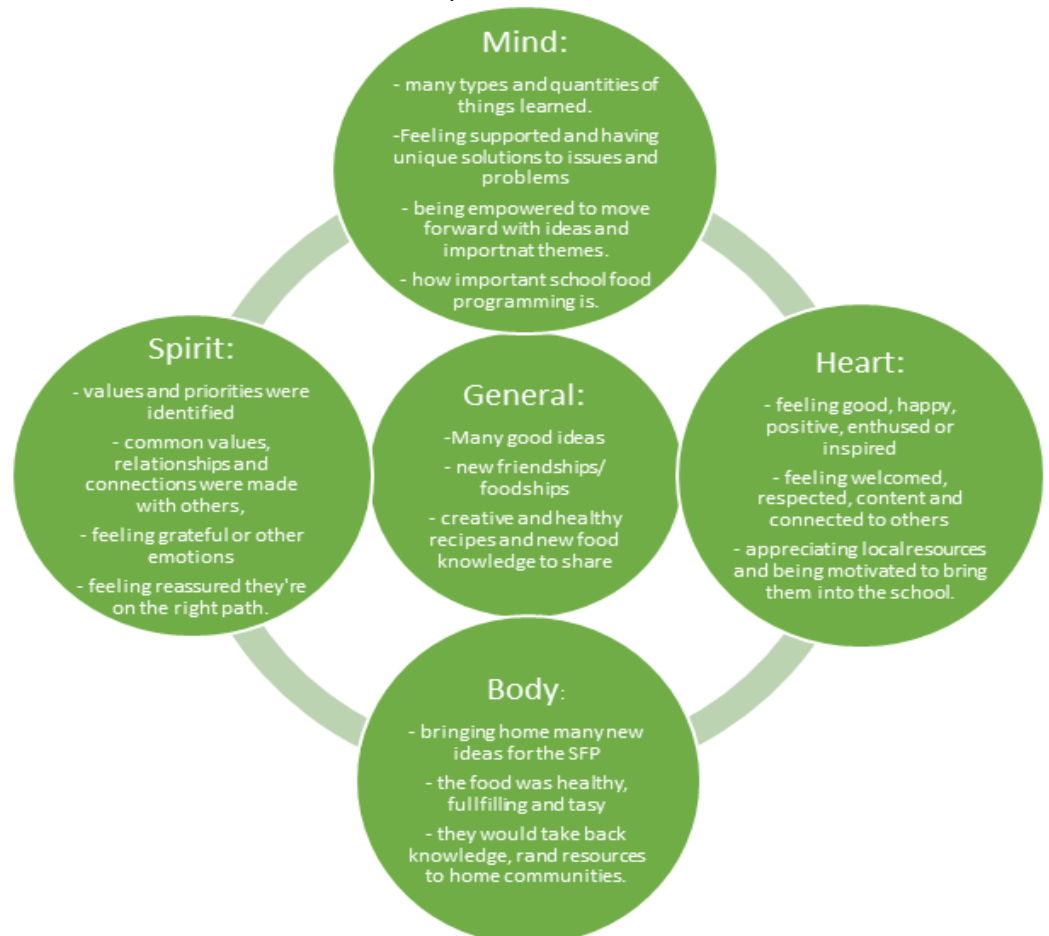 Mind:
- many types and quantities of
things learned.
-Feeling supported and having
unique solutions to issues and
problems
- being empowered to move
forward with ideas and
importnat themes.
- how important school food
programming is.
Spirit:
- values and priorities were
identified
- common values,
relationships and
connections were made
with others,
- feeling grateful or other
emotions
- feeling reassured they're
on the right path.
General:
-Many good ideas
- new friendships/
foodships
- creative and healthy
recipes and new food
knowledge to share
Heart:
- feeling good, happy,
positive, enthused or
inspired
- feeling welcomed,
respected, content and
connected to others
- appreciating local resources
and being motivated to bring
them into the school.
Body:
- bringing home many new
ideas for the SFP
- the food was healthy,
fullfilling and tasy
- they would take back
knowledge, rand resources
to home communities.